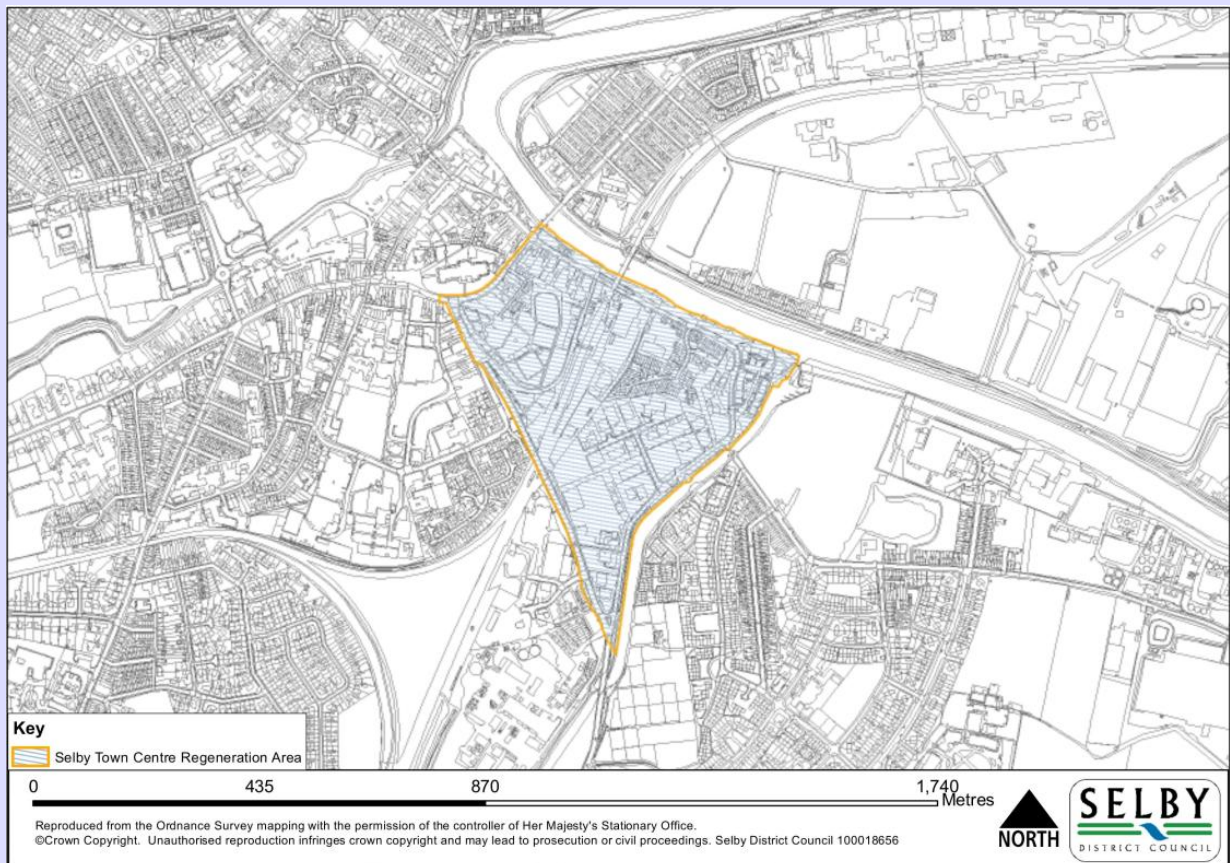 Key
Selby Town Centre Regeneration Area
0 435 870 1,740
Metres
Reproduced from the Ordnance Survey mapping with the permission of the controller of Her Majesty's Stationary Office.
©Crown Copyright. Unauthorised reproduction infringes crown copyright and may lead to prosecution or civil proceedings. Selby District Council 100018656
NORTH
SELBY
DISTRICT COUNCIL